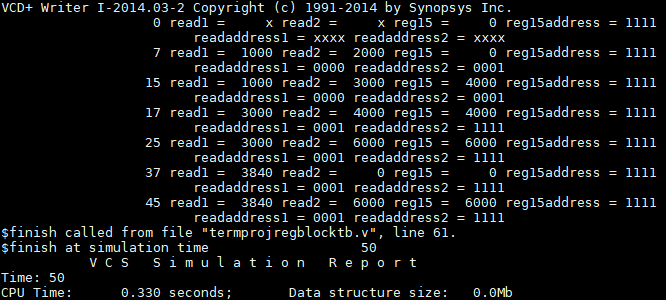 VCD+ Writer I-2014.03-2 Copyright (c) 1991-2014 by Synopsys Inc.
0 read1 = x read2 = x reg15 = 0 reg15address = 1111
readaddress1 = xxxx readaddress2 = xxxx
7 read1 = 1000 read2 = 2000 reg15 = 0 reg15address = 1111
readaddress1 = 0000 readaddress2 = 0001
15 read1 = 1000 read2 = 3000 reg15 = 4000 reg15address = 1111
readaddress1 = 0000 readaddress2 = 0001
17 read1 = 3000 read2 = 4000 reg15 = 4000 reg15address = 1111
readaddress1 = 0001 readaddress2 = 1111
25 read1 = 3000 read2 = 6000 reg15 = 6000 reg15address = 1111
readaddress1 = 0001 readaddress2 = 1111
37 read1 = 3840 read2 = 0 reg15 = 0 reg15address = 1111
readaddress1 = 0001 readaddress2 = 1111
45 read1 = 3840 read2 = 6000 reg15 = 6000 reg15address = 1111
readaddress1 = 0001 readaddress2 = 1111
$finish called from file "termprojregblocktb.v", line 61.
$finish at simulation time 50
V C S S i m u l a t i o n R e p o r t
Time: 50
CPU Time: 0.330 seconds; Data structure size: 0.0Mb